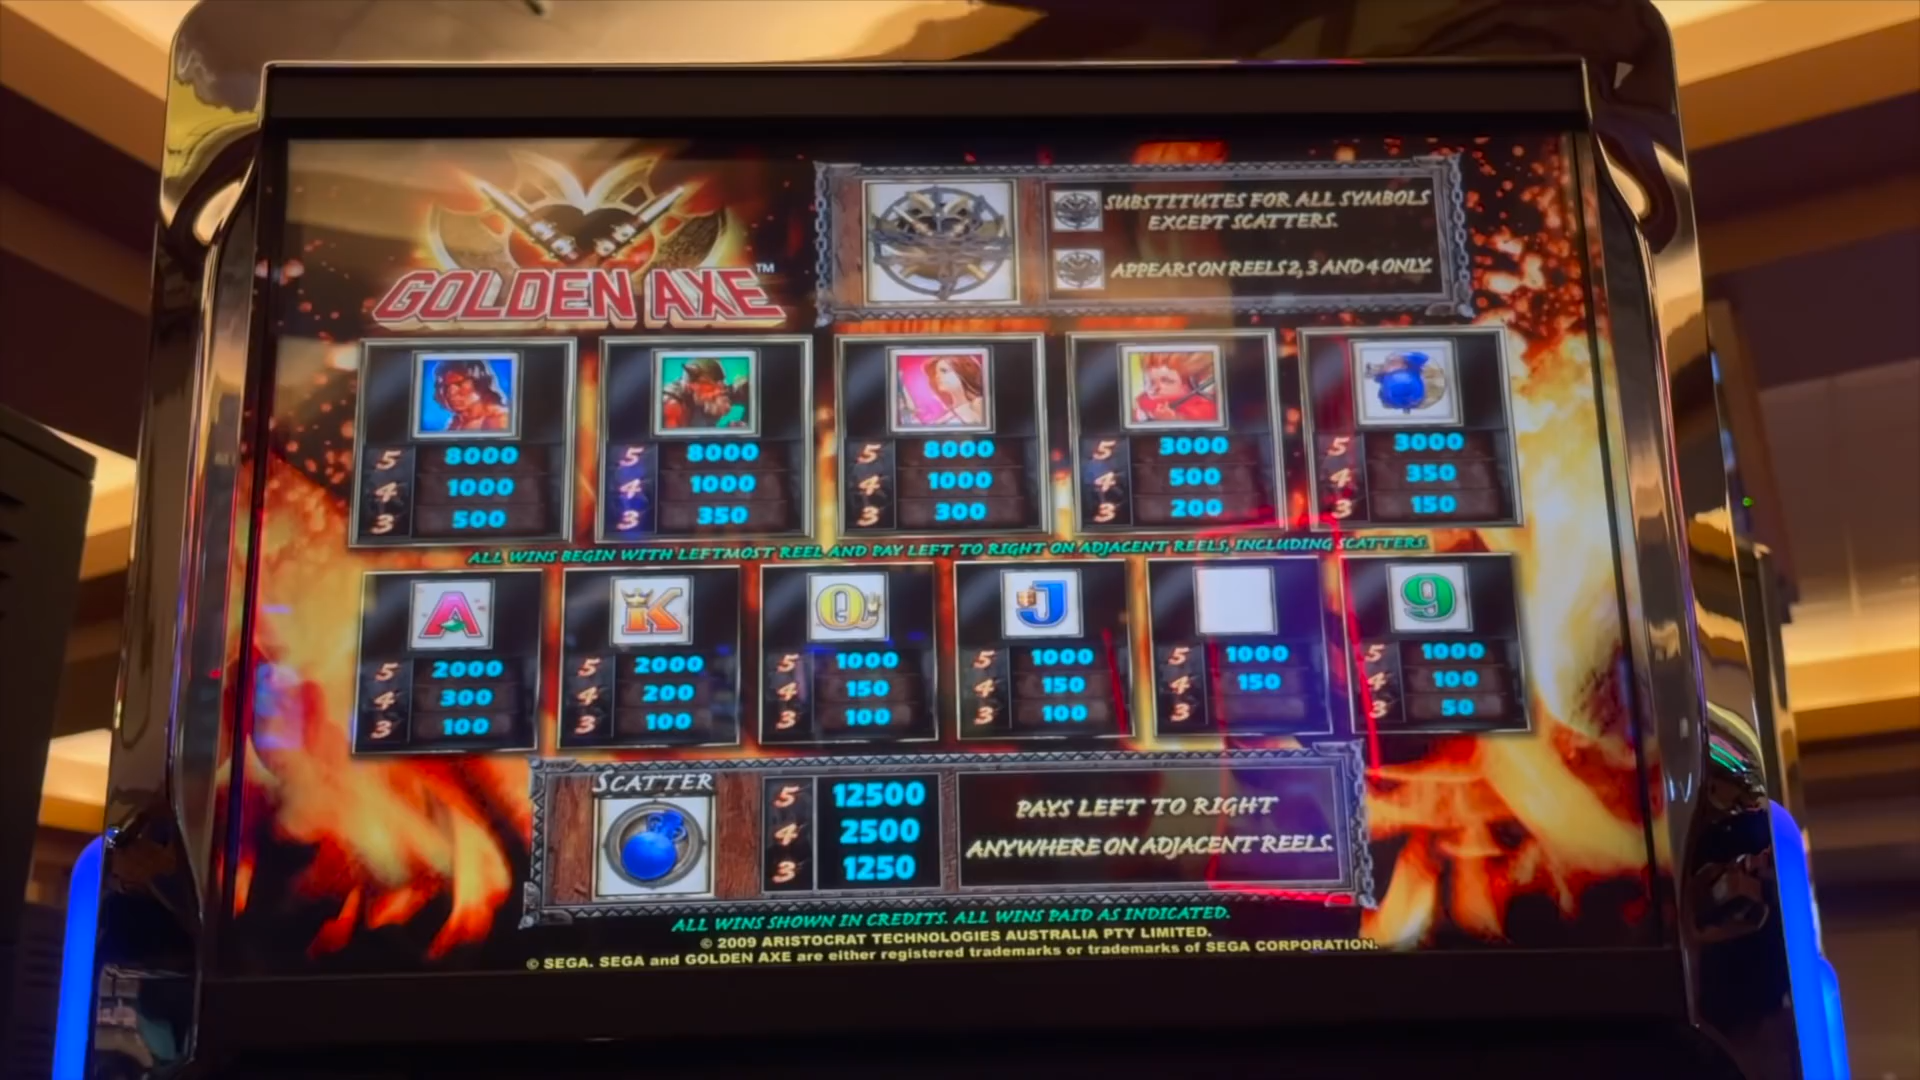 GOLDEN AXE™
SUBSTITUTES FOR ALL SYMBOLS
EXCEPT SCATTERS.
APPEARS ON REELS 2, 3 AND 4 ONLY.
5 8000
4 1000
3 500
5 8000
4 1000
3 350
5 8000
4 1000
3 300
5 3000
4 500
3 200
5 3000
4 350
3 150
ALL WINS BEGIN WITH LEFTMOST REEL AND PAY LEFT TO RIGHT ON ADJACENT REELS, INCLUDING SCATTERS.
A
5 2000
4 300
3 100
K
5 2000
4 200
3 100
Q
5 1000
4 150
3 100
J
5 1000
4 150
3 100
5 1000
4 150
3
9
5 1000
4 100
3 50
SCATTER
5 12500
4 2500
3 1250
PAYS LEFT TO RIGHT
ANYWHERE ON ADJACENT REELS.
ALL WINS SHOWN IN CREDITS. ALL WINS PAID AS INDICATED.
© 2009 ARISTOCRAT TECHNOLOGIES AUSTRALIA PTY LIMITED.
© SEGA. SEGA and GOLDEN AXE are either registered trademarks or trademarks of SEGA CORPORATION.